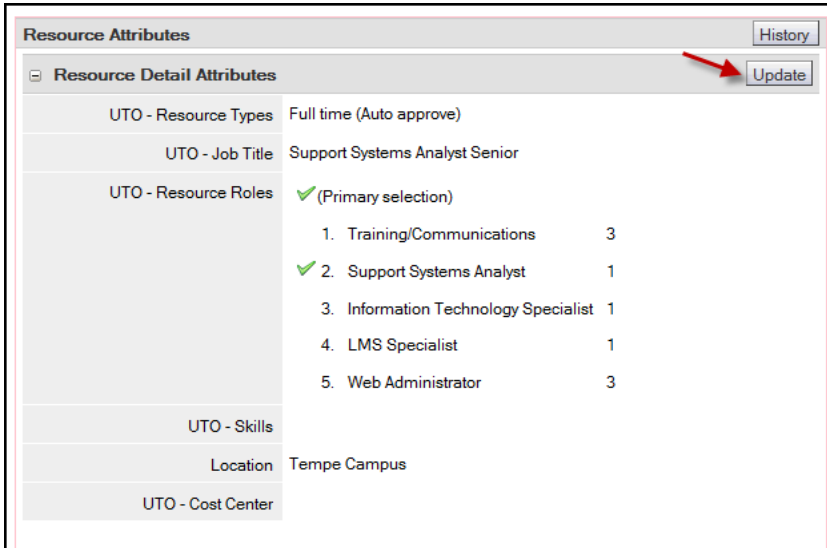 Resource Attributes History
Resource Detail Attributes Update
UTO - Resource Types Full time (Auto approve)
UTO - Job Title Support Systems Analyst Senior
UTO - Resource Roles (Primary selection)
1. Training/Communications 3
2. Support Systems Analyst 1
3. Information Technology Specialist 1
4. LMS Specialist 1
5. Web Administrator 3
UTO - Skills
Location Tempe Campus
UTO - Cost Center